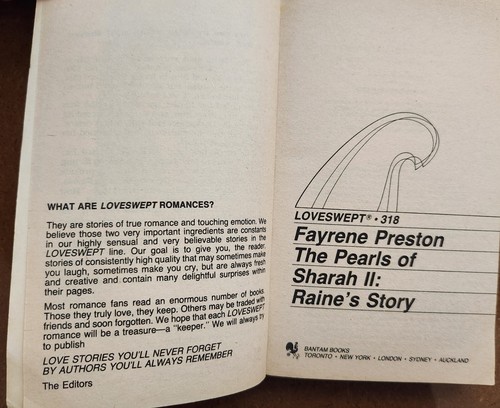 WHAT ARE LOVESWEPT ROMANCES?
They are stories of true romance and touching emotion. We
believe those two very important ingredients are constants
in our highly sensual and very believable stories in the
LOVESWEPT line. Our goal is to give you, the reader,
stories of consistently high quality that may sometimes make
you laugh, sometimes make you cry, but are always fresh
and creative and contain many delightful surprises within
their pages.
Most romance fans read an enormous number of books.
Those they truly love, they keep. Others may be traded with
friends and soon forgotten. We hope that each LOVESWEPT
romance will be a treasure—a "keeper." We will always try
to publish
LOVE STORIES YOU'LL NEVER FORGET
BY AUTHORS YOU'LL ALWAYS REMEMBER
The Editors
LOVESWEPT® • 318
Fayrene Preston
The Pearls of
Sharah II:
Raine's Story
BANTAM BOOKS
TORONTO • NEW YORK • LONDON • SYDNEY • AUCKLAND